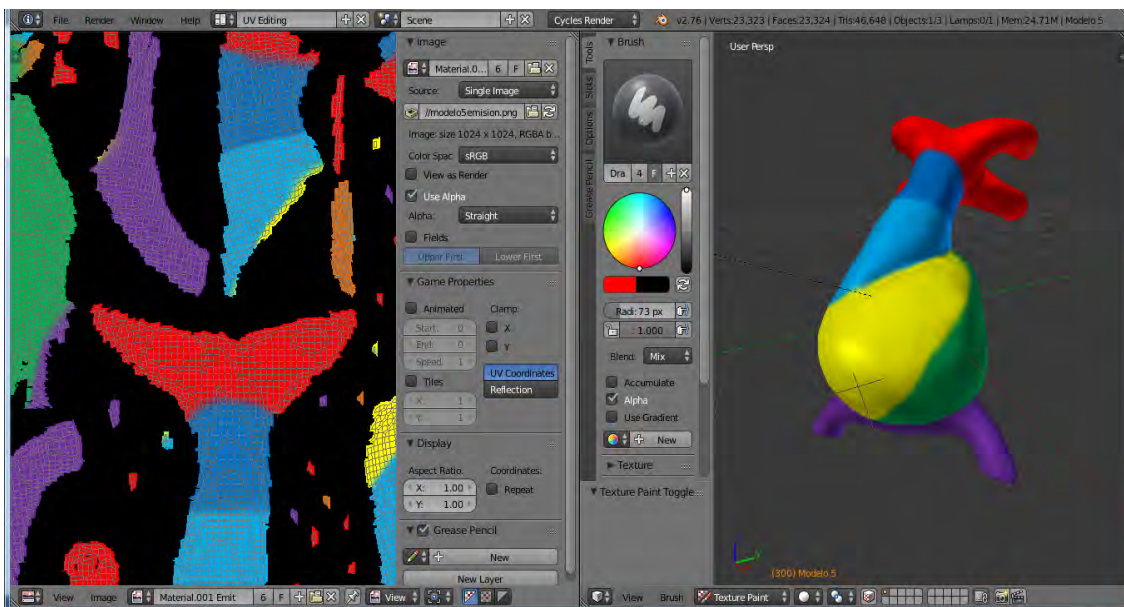 File Render Window Help UV Editing Scene Cycles Render v2.76 | Verts:23,323 | Faces:23,324 | Tris:46,648 | Objects:1/3 | Lamps:0/1 | Mem:24.71M | Modelo 5
Image
Material.0... 6 F
Source: Single Image
//modelo5emision.png
Image: size 1024 x 1024, RGBA b...
Color Spac sRGB
View as Render
Use Alpha
Alpha: Straight
Fields
Upper First Lower First
Game Properties
Animated Clamp:
Start: 0 X
End: 0 Y
Speed: 1
UV Coordinates
Tiles
Reflection
X: 1
Y: 1
Display
Aspect Ratio: Coordinates:
X: 1.00 Repeat
Y: 1.00
Grease Pencil
New
New Layer
Tools
Slots
Options
Grease Pencil
Brush
Dra 4 F
Radi: 73 px
: 1.000
Blend: Mix
Accumulate
Alpha
Use Gradient
New
Texture
Texture Paint Toggle
User Persp
Y
(300) Modelo 5
View Image Material.001 Emit 6 F View
View Brush Texture Paint